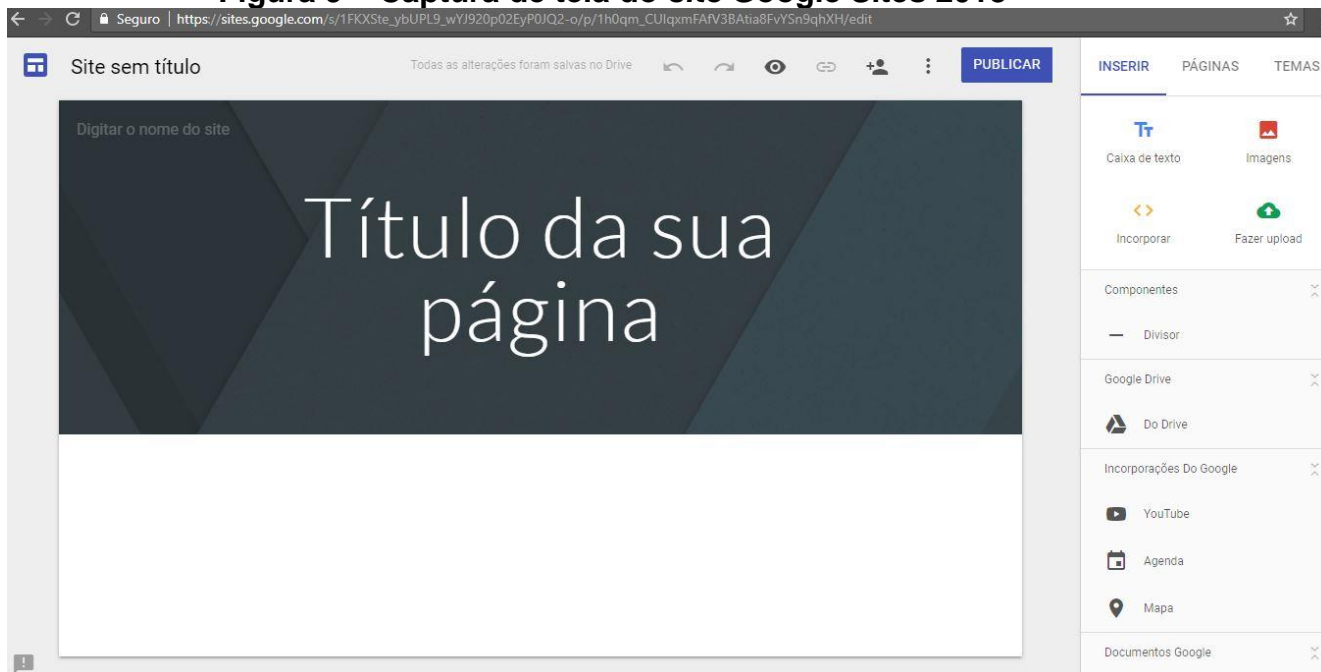 Seguro | https://sites.google.com/s/1FKXSte_ybUPL9_wYJ920p02EyP0JQ2-o/p/1h0qm_CUIqxmFAfV3BAtia8FvYSn9qhXH/edit
Site sem título
Todas as alterações foram salvas no Drive
PUBLICAR
INSERIR PÁGINAS TEMAS
Digitar o nome do site
Título da sua
página
Tт
Caixa de texto Imagens
Incorporar Fazer upload
Componentes
Divisor
Google Drive
Do Drive
Incorporações Do Google
YouTube
Agenda
Mapa
Documentos Google